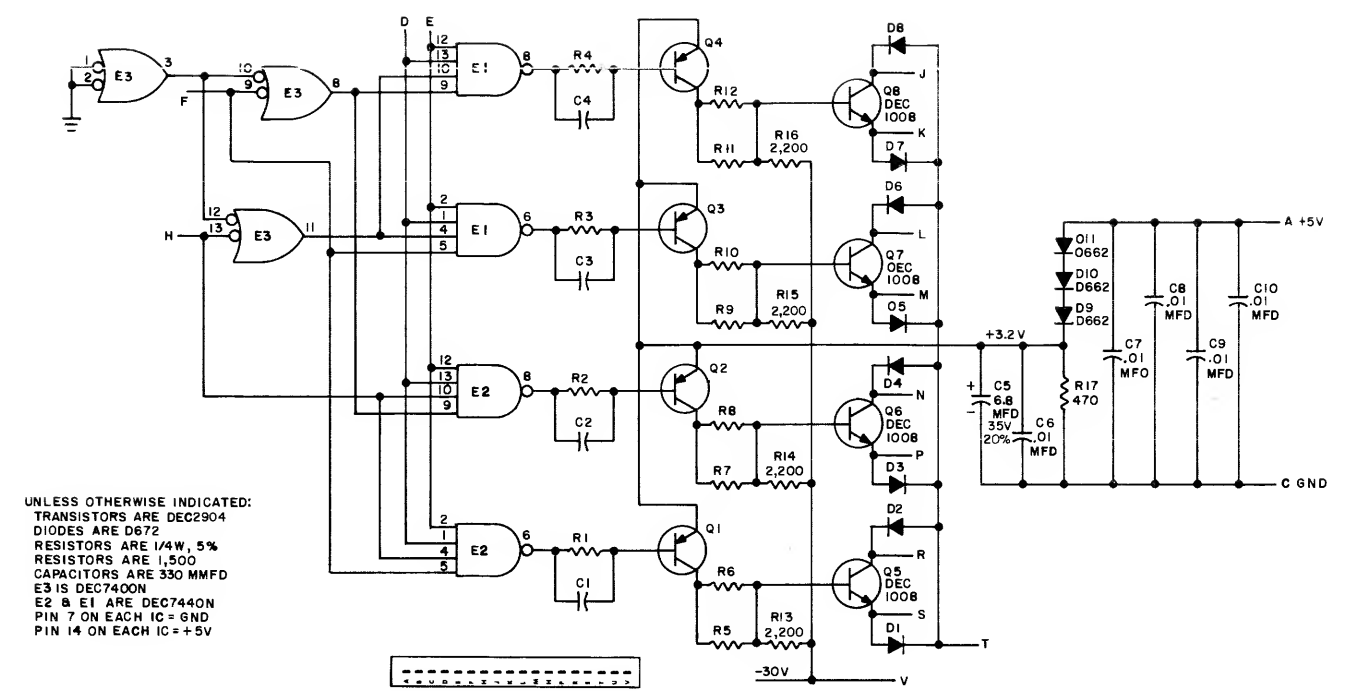 D E
1
2
E3
3
F
10
9
E3
8
12
13
10
9
E1
8
R4
C4
Q4
R12
R11
R16
2,200
D8
J
Q8
DEC
1008
K
D7
H
12
13
E3
11
2
1
4
5
E1
6
R3
C3
Q3
R10
R9
R15
2,200
D6
L
Q7
OEC
1008
M
O5
12
13
10
9
E2
8
R2
C2
Q2
R8
R7
R14
2,200
D4
N
Q6
DEC
1008
P
D3
2
1
4
5
E2
6
R1
C1
Q1
R6
R5
R13
2,200
D2
R
Q5
DEC
1008
S
D1
T
-30V
V
A +5V
O11
O662
D10
D662
D9
D662
+3.2V
+
-
C5
6.8
MFD
35V
20%
C6
.01
MFD
R17
470
C7
.01
MFO
C8
.01
MFD
C9
.01
MFD
C10
.01
MFD
C GND
UNLESS OTHERWISE INDICATED:
TRANSISTORS ARE DEC2904
DIODES ARE D672
RESISTORS ARE 1/4W, 5%
RESISTORS ARE 1,500
CAPACITORS ARE 330 MMFD
E3 IS DEC7400N
E2 & E1 ARE DEC7440N
PIN 7 ON EACH IC = GND
PIN 14 ON EACH IC = +5V